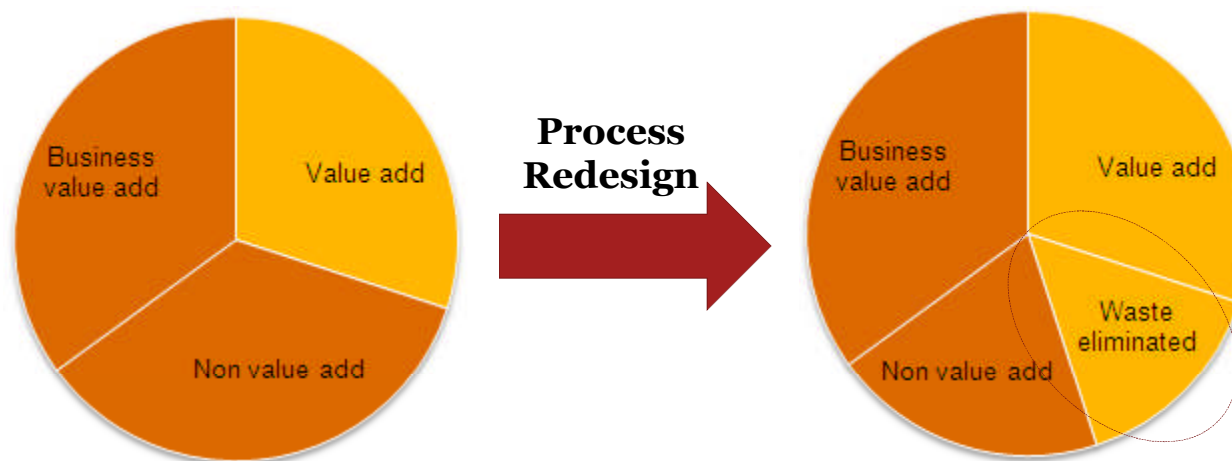 Business
value add
Value add
Non value add
Process
Redesign
Business
value add
Value add
Waste
eliminated
Non value add